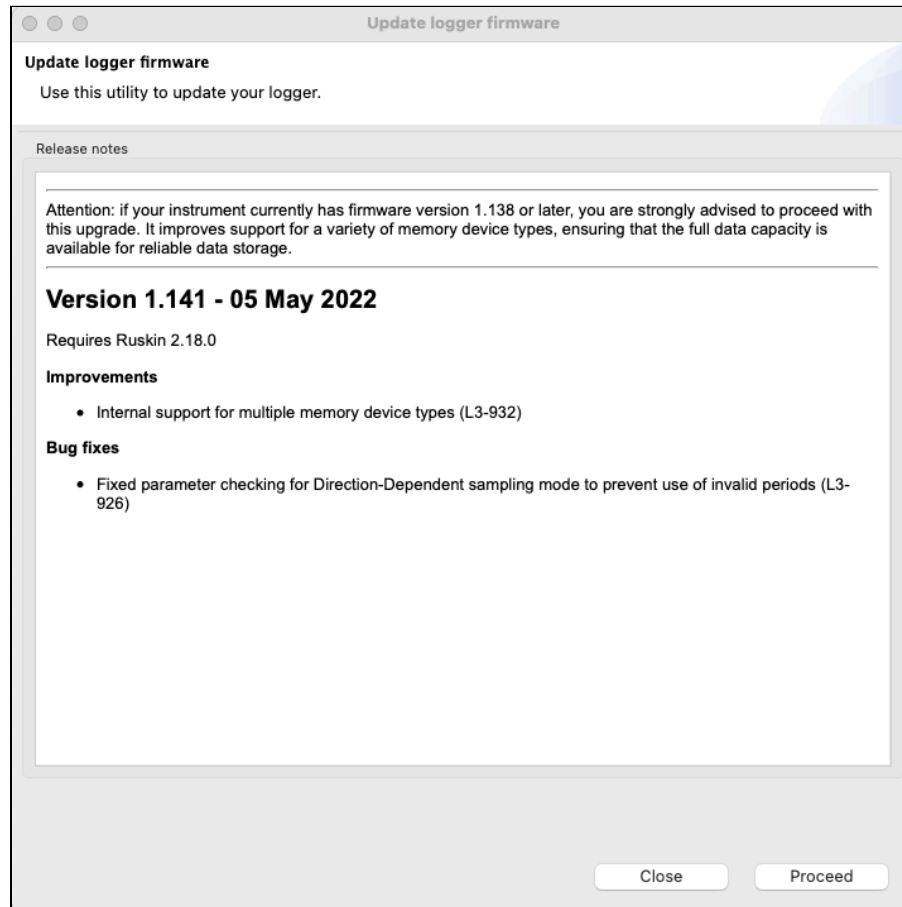 Update logger firmware
Update logger firmware
Use this utility to update your logger.
Release notes
Attention: if your instrument currently has firmware version 1.138 or later, you are strongly advised to proceed with
this upgrade. It improves support for a variety of memory device types, ensuring that the full data capacity is
available for reliable data storage.
Version 1.141 - 05 May 2022
Requires Ruskin 2.18.0
Improvements
• Internal support for multiple memory device types (L3-932)
Bug fixes
• Fixed parameter checking for Direction-Dependent sampling mode to prevent use of invalid periods (L3-
926)
Close Proceed